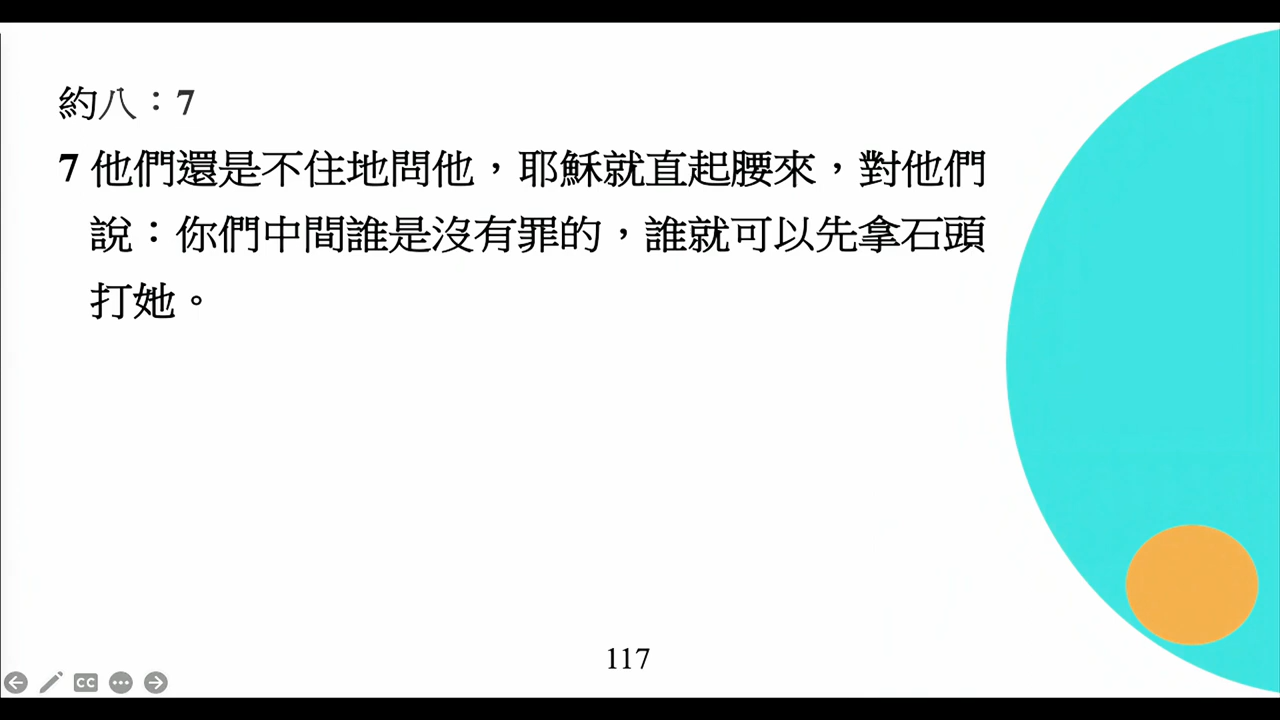 約八：7
7 他們還是不住地問他，耶穌就直起腰來，對他們
說：你們中間誰是沒有罪的，誰就可以先拿石頭
打她。
117
CC